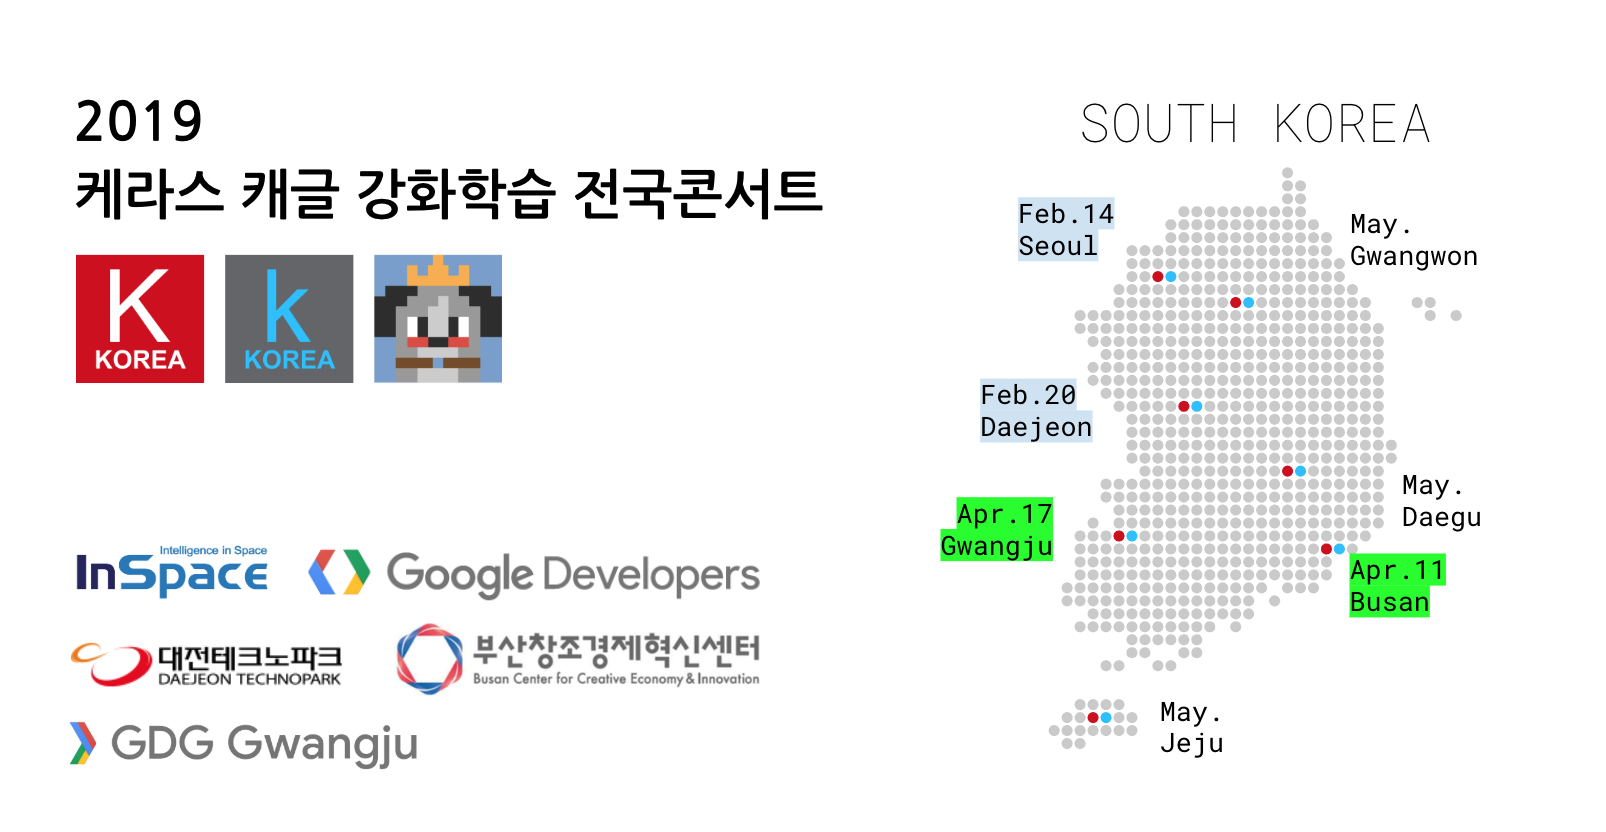 2019
케라스 캐글 강화학습 전국콘서트
K
KOREA
k
KOREA
Intelligence in Space
InSpace
Google Developers
대전테크노파크
DAEJEON TECHNOPARK
부산창조경제혁신센터
Busan Center for Creative Economy & Innovation
GDG Gwangju
SOUTH KOREA
Feb.14
Seoul
May.
Gwangwon
Feb.20
Daejeon
May.
Daegu
Apr.17
Gwangju
Apr.11
Busan
May.
Jeju